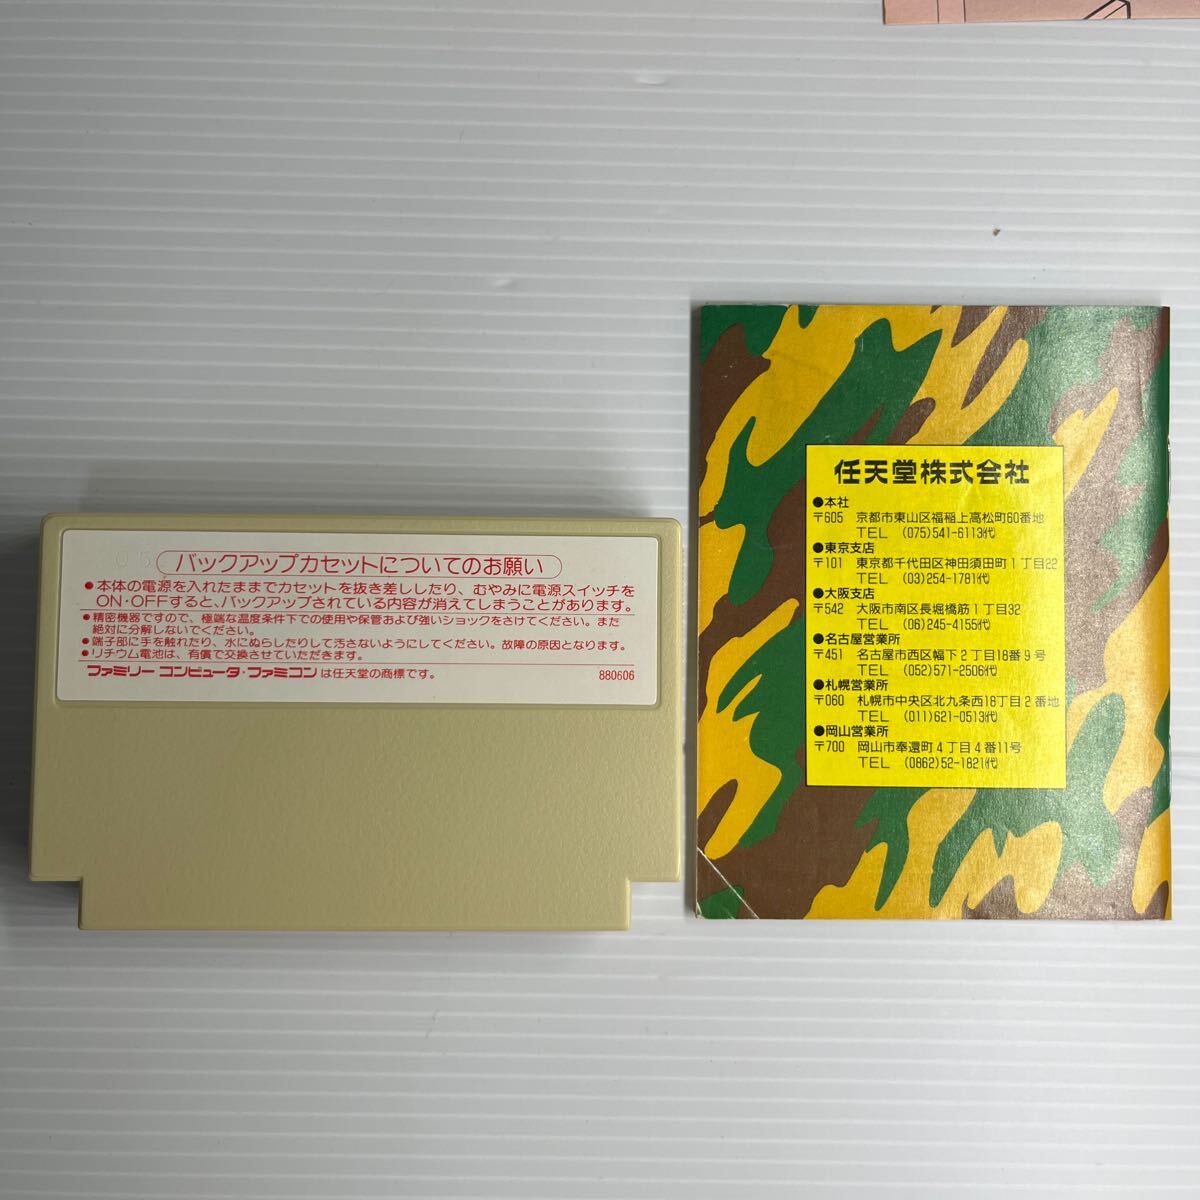 05
バックアップカセットについてのお願い
●本体の電源を入れたままでカセットを抜き差ししたり、むやみに電源スイッチを
ON・OFFすると、バックアップされている内容が消えてしまうことがあります。
●精密機器ですので、極端な温度条件下での使用や保管および強いショックをさけてください。また
絶対に分解しないでください。
●端子部に手を触れたり、水にぬらしたりして汚さないようにしてください。故障の原因となります。
●リチウム電池は、有償で交換させていただきます。
ファミリーコンピュータ・ファミコンは任天堂の商標です。
880606
任天堂株式会社
●本社
〒605 京都市東山区福稲上高松町60番地
TEL (075)541-6113代
●東京支店
〒101 東京都千代田区神田須田町1丁目22
TEL (03)254-1781代
●大阪支店
〒542 大阪市南区長堀橋筋1丁目32
TEL (06)245-4155代
●名古屋営業所
〒451 名古屋市西区幅下2丁目18番9号
TEL (052)571-2506代
●札幌営業所
〒060 札幌市中央区北九条西18丁目2番地
TEL (011)621-0513代
●岡山営業所
〒700 岡山市奉還町4丁目4番11号
TEL (0862)52-1821代